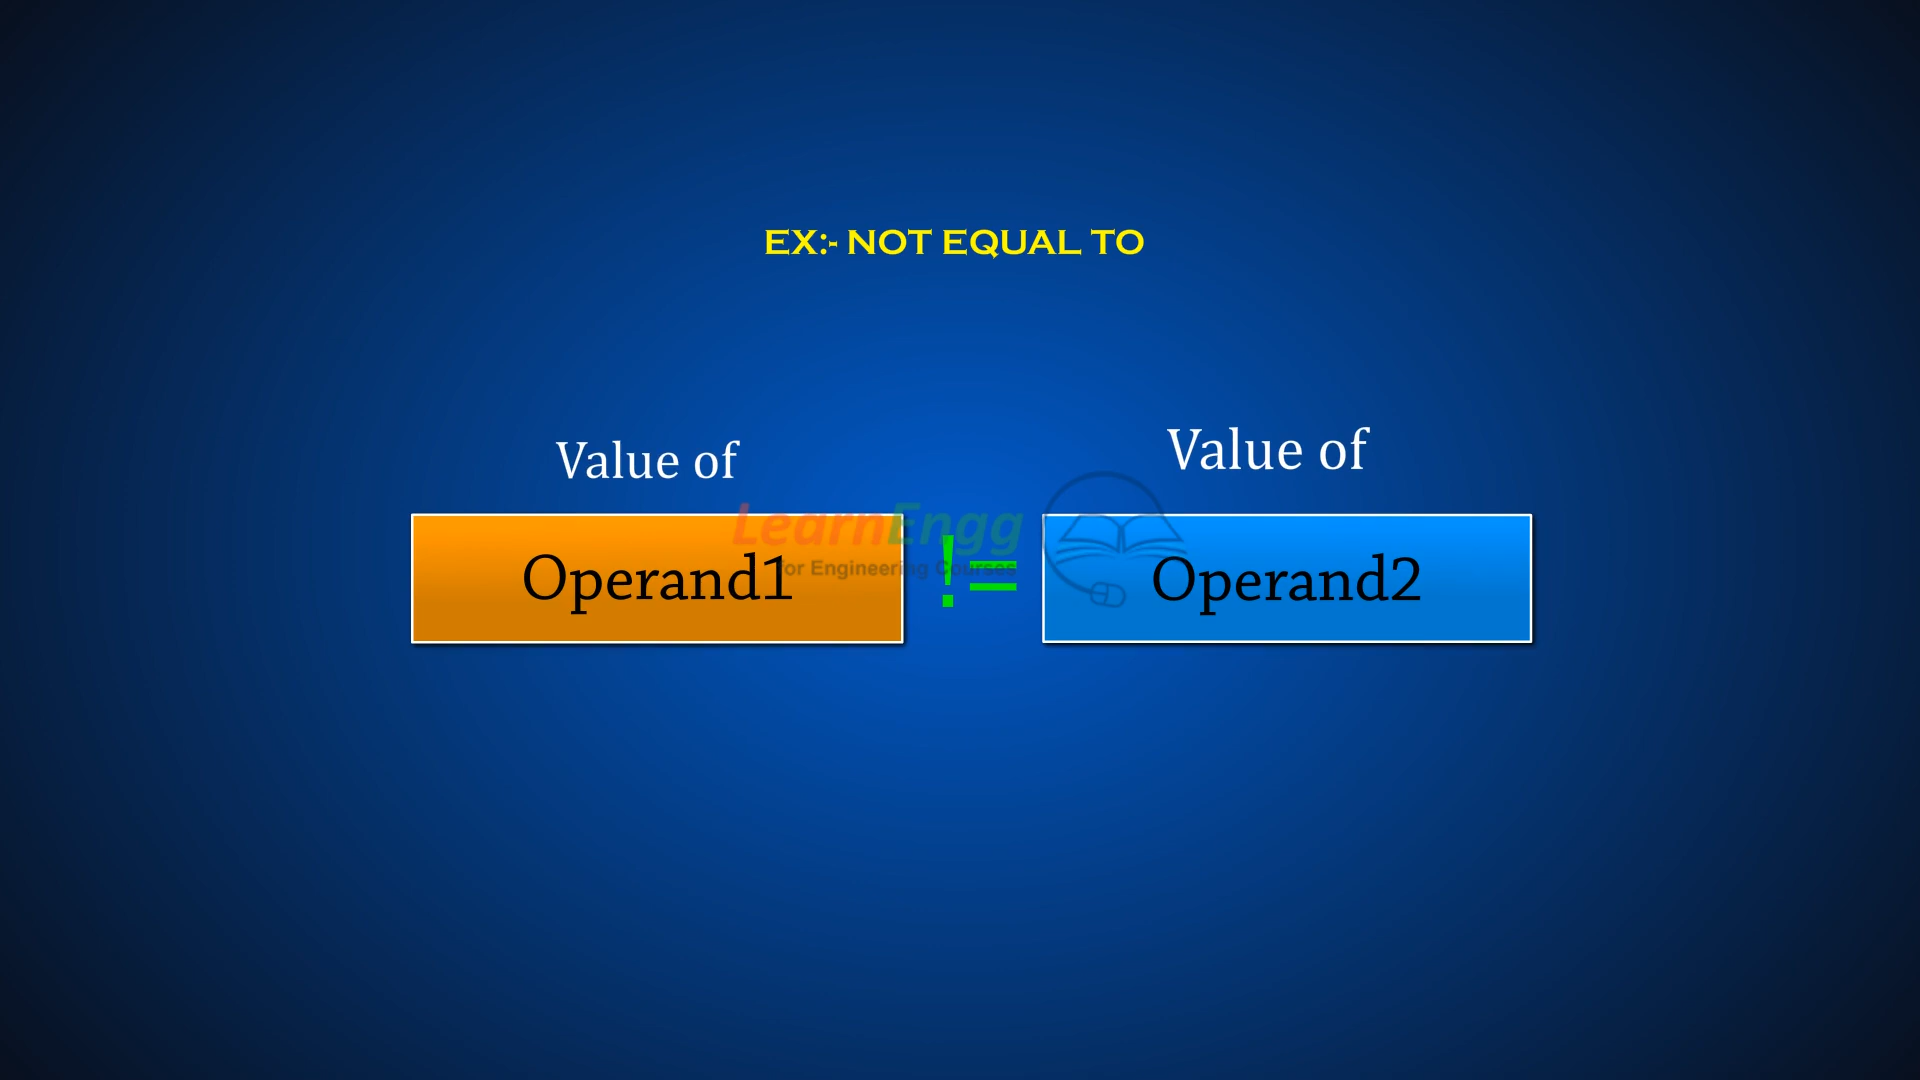 EX:- NOT EQUAL TO
Value of
Value of
LearnEngg
for Engineering Courses
Operand1
!=
Operand2